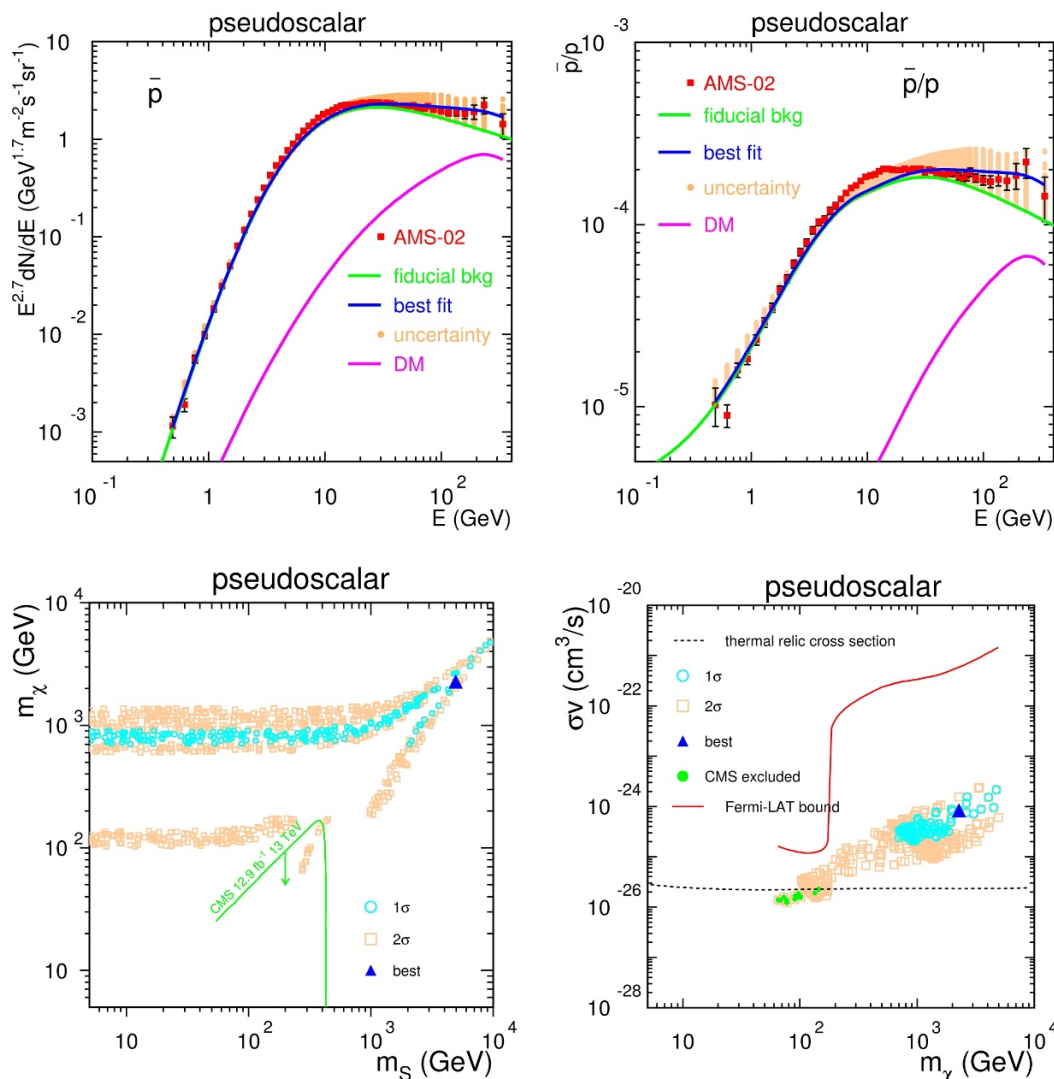 pseudoscalar
E^2.7 dN/dE (GeV^1.7 m^-2 s^-1 sr^-1)
10
1
10^-1
10^-2
10^-3
p̄
AMS-02
fiducial bkg
best fit
uncertainty
DM
10^-1
1
10
10^2
E (GeV)
pseudoscalar
p̄/p
10^-3
10^-4
10^-5
AMS-02
p̄/p
fiducial bkg
best fit
uncertainty
DM
10^-1
1
10
10^2
E (GeV)
pseudoscalar
m_χ (GeV)
10^4
10^3
10^2
10
CMS 12.9 fb^-1 13 TeV
1σ
2σ
best
10
10^2
10^3
10^4
m_S (GeV)
pseudoscalar
σv (cm^3/s)
10^-20
10^-22
10^-24
10^-26
10^-28
thermal relic cross section
1σ
2σ
best
CMS excluded
Fermi-LAT bound
10
10^2
10^3
10^4
m_χ (GeV)